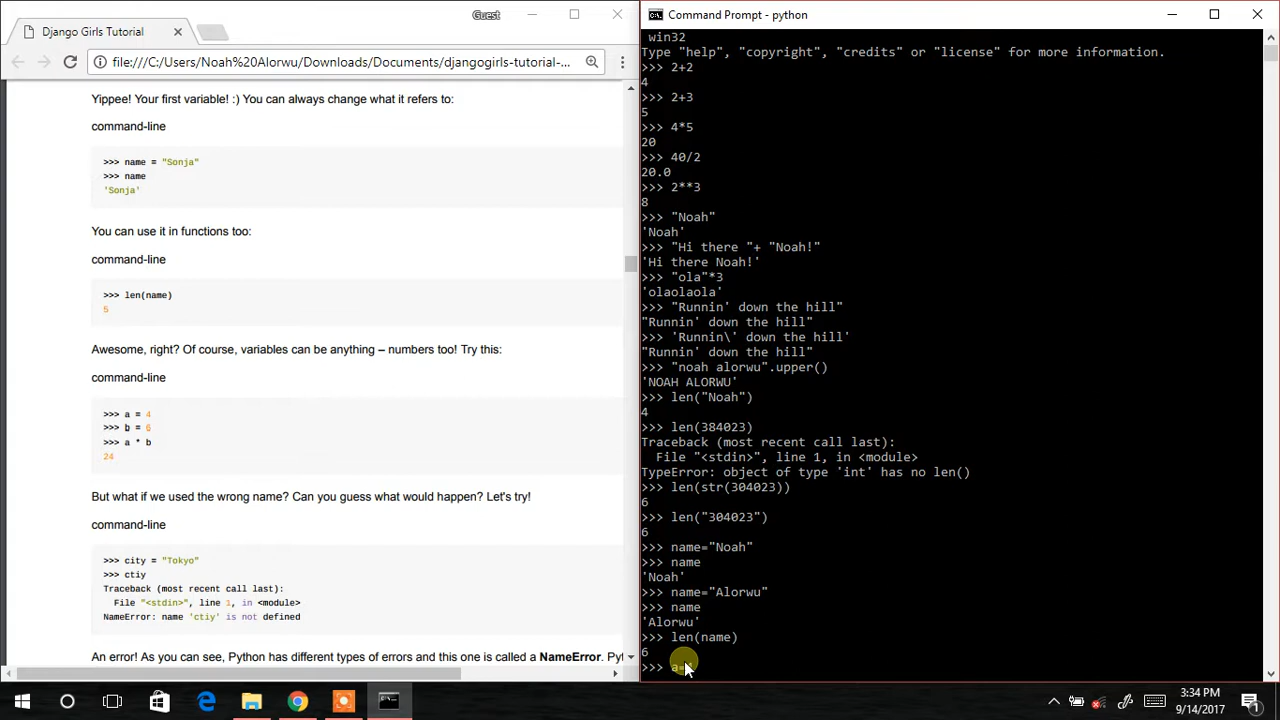 Guest
Django Girls Tutorial
file:///C:/Users/Noah%20Alorwu/Downloads/Documents/djangogirls-tutorial-...
Yippee! Your first variable! :) You can always change what it refers to:
command-line
>>> name = "Sonja"
>>> name
'Sonja'
You can use it in functions too:
command-line
>>> len(name)
5
Awesome, right? Of course, variables can be anything – numbers too! Try this:
command-line
>>> a = 4
>>> b = 6
>>> a * b
24
But what if we used the wrong name? Can you guess what would happen? Let's try!
command-line
>>> city = "Tokyo"
>>> ctiy
Traceback (most recent call last):
File "<stdin>", line 1, in <module>
NameError: name 'ctiy' is not defined
An error! As you can see, Python has different types of errors and this one is called a NameError. Pyt
Command Prompt - python
win32
Type "help", "copyright", "credits" or "license" for more information.
>>> 2+2
4
>>> 2+3
5
>>> 4*5
20
>>> 40/2
20.0
>>> 2**3
8
>>> "Noah"
'Noah'
>>> "Hi there "+ "Noah!"
'Hi there Noah!'
>>> "ola"*3
'olaolaola'
>>> "Runnin' down the hill"
"Runnin' down the hill"
>>> 'Runnin\' down the hill'
"Runnin' down the hill"
>>> "noah alorwu".upper()
'NOAH ALORWU'
>>> len("Noah")
4
>>> len(384023)
Traceback (most recent call last):
File "<stdin>", line 1, in <module>
TypeError: object of type 'int' has no len()
>>> len(str(304023))
6
>>> len("304023")
6
>>> name="Noah"
>>> name
'Noah'
>>> name="Alorwu"
>>> name
'Alorwu'
>>> len(name)
6
>>> a=
3:34 PM
9/14/2017
1